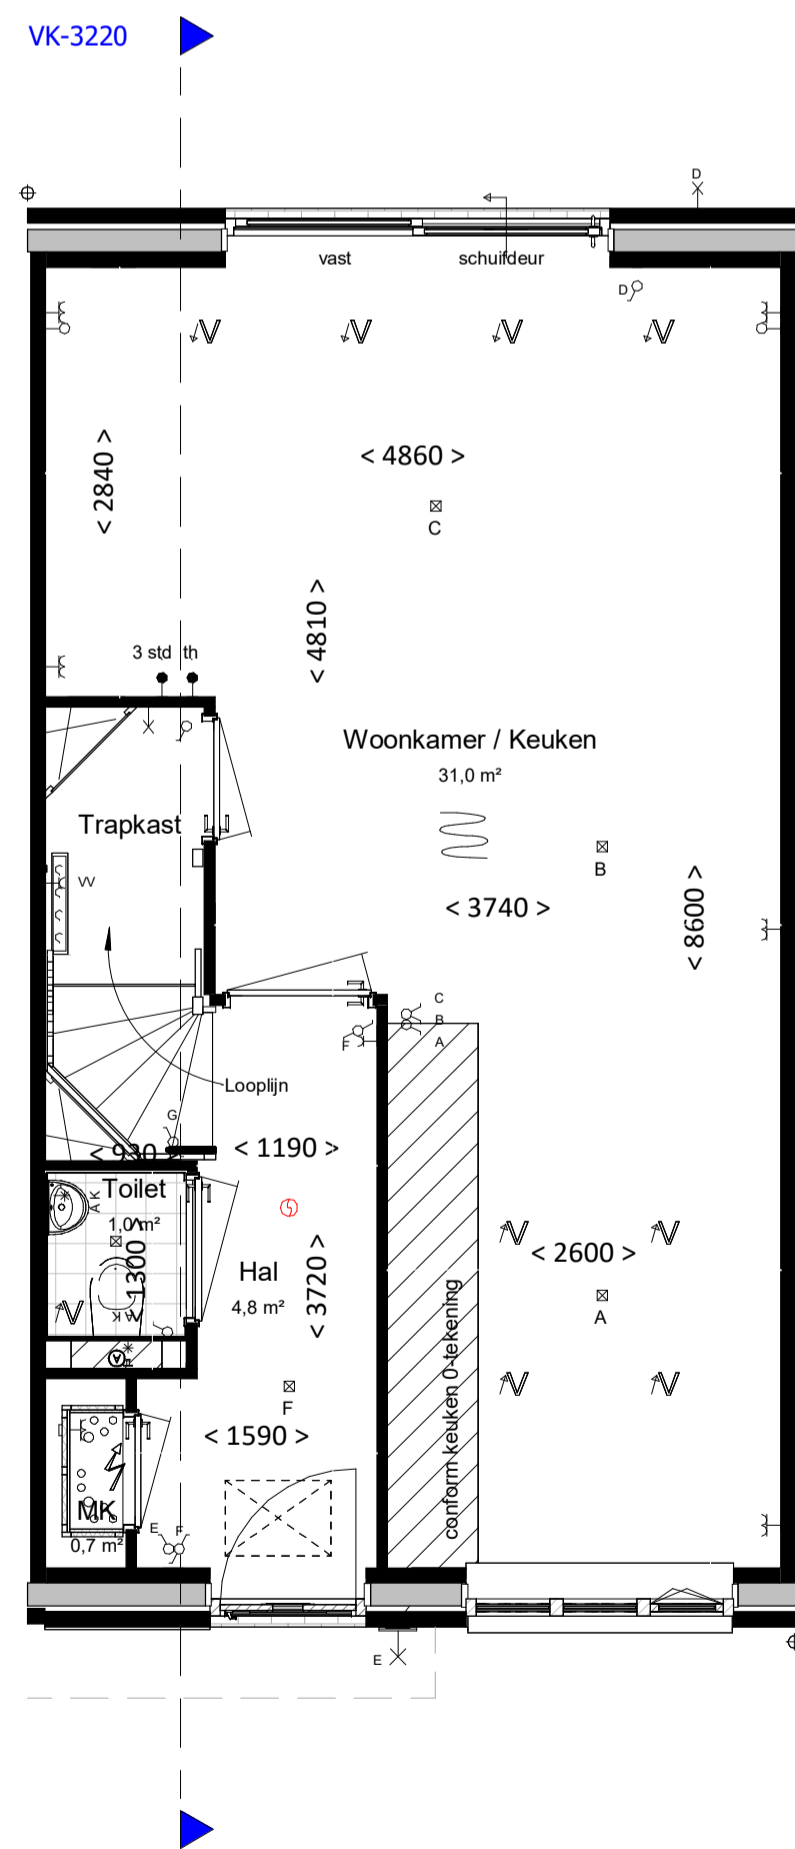 VK-3220
D
vast
schuifdeur
D
V
V
V
V
< 2840 >
< 4860 >
C
< 4810 >
3 std
th
Woonkamer / Keuken
31,0 m²
Trapkast
B
VV
< 3740 >
< 8600 >
C
B
A
F
Looplijn
G
< 930 >
< 1190 >
Toilet
A K
1,0 m²
< 1300 >
V
V
< 2600 >
Hal
4,8 m²
< 3720 >
A
V
A K
conform keuken 0-tekening
A
V
V
F
< 1590 >
MK
0,7 m²
E
F
E